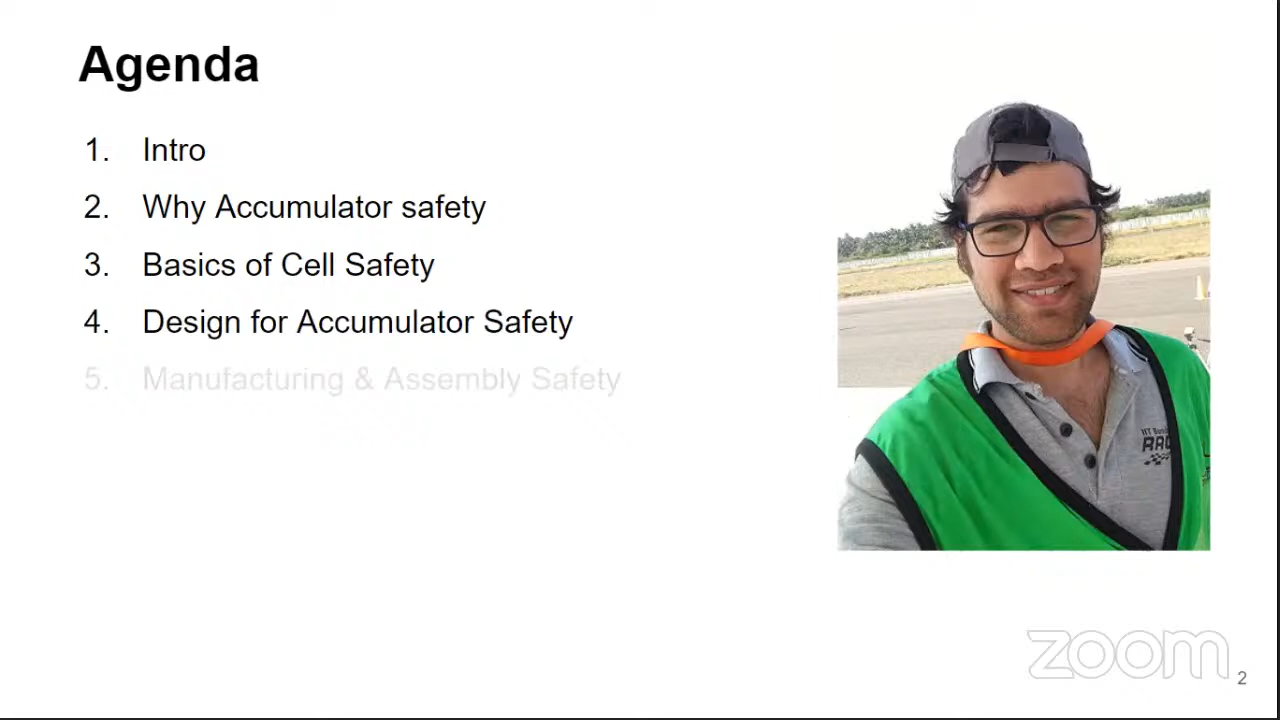 Agenda
1. Intro
2. Why Accumulator safety
3. Basics of Cell Safety
4. Design for Accumulator Safety
5. Manufacturing & Assembly Safety
IIT
zoom
2